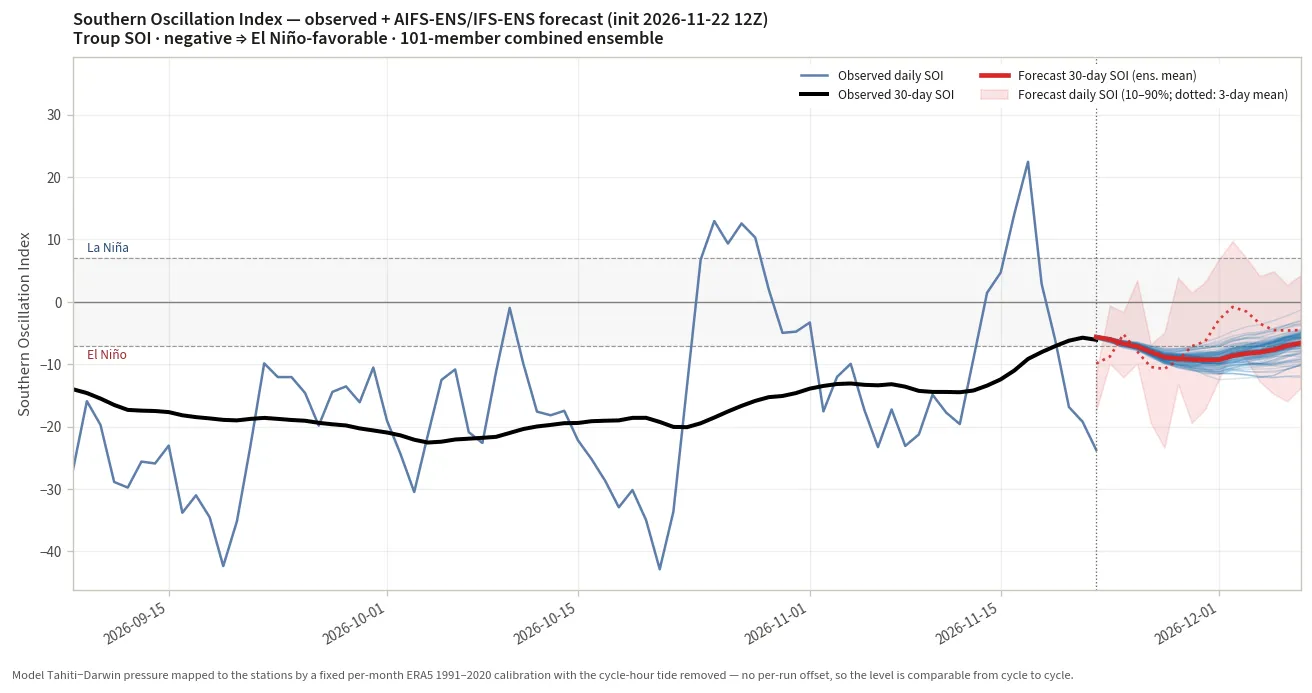 Southern Oscillation Index — observed + AIFS-ENS/IFS-ENS forecast (init 2026-11-22 12Z)
Troup SOI · negative ⇒ El Niño-favorable · 101-member combined ensemble
Observed daily SOI
Observed 30-day SOI
Forecast 30-day SOI (ens. mean)
Forecast daily SOI (10–90%; dotted: 3-day mean)
Southern Oscillation Index
30
20
10
0
−10
−20
−30
−40
La Niña
El Niño
2026-09-15
2026-10-01
2026-10-15
2026-11-01
2026-11-15
2026-12-01
Model Tahiti−Darwin pressure mapped to the stations by a fixed per-month ERA5 1991–2020 calibration with the cycle-hour tide removed — no per-run offset, so the level is comparable from cycle to cycle.